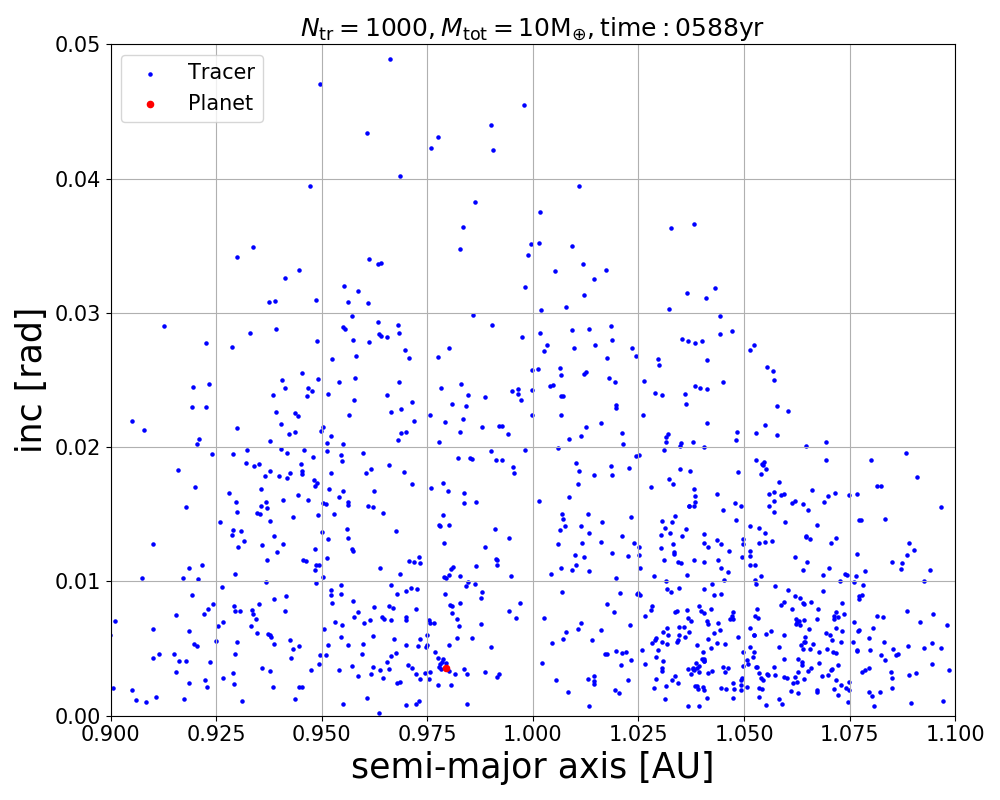 N_tr = 1000, M_tot = 10M_⊕, time : 0588yr
Tracer
Planet
inc [rad]
0.05
0.04
0.03
0.02
0.01
0.00
0.900 0.925 0.950 0.975 1.000 1.025 1.050 1.075 1.100
semi-major axis [AU]